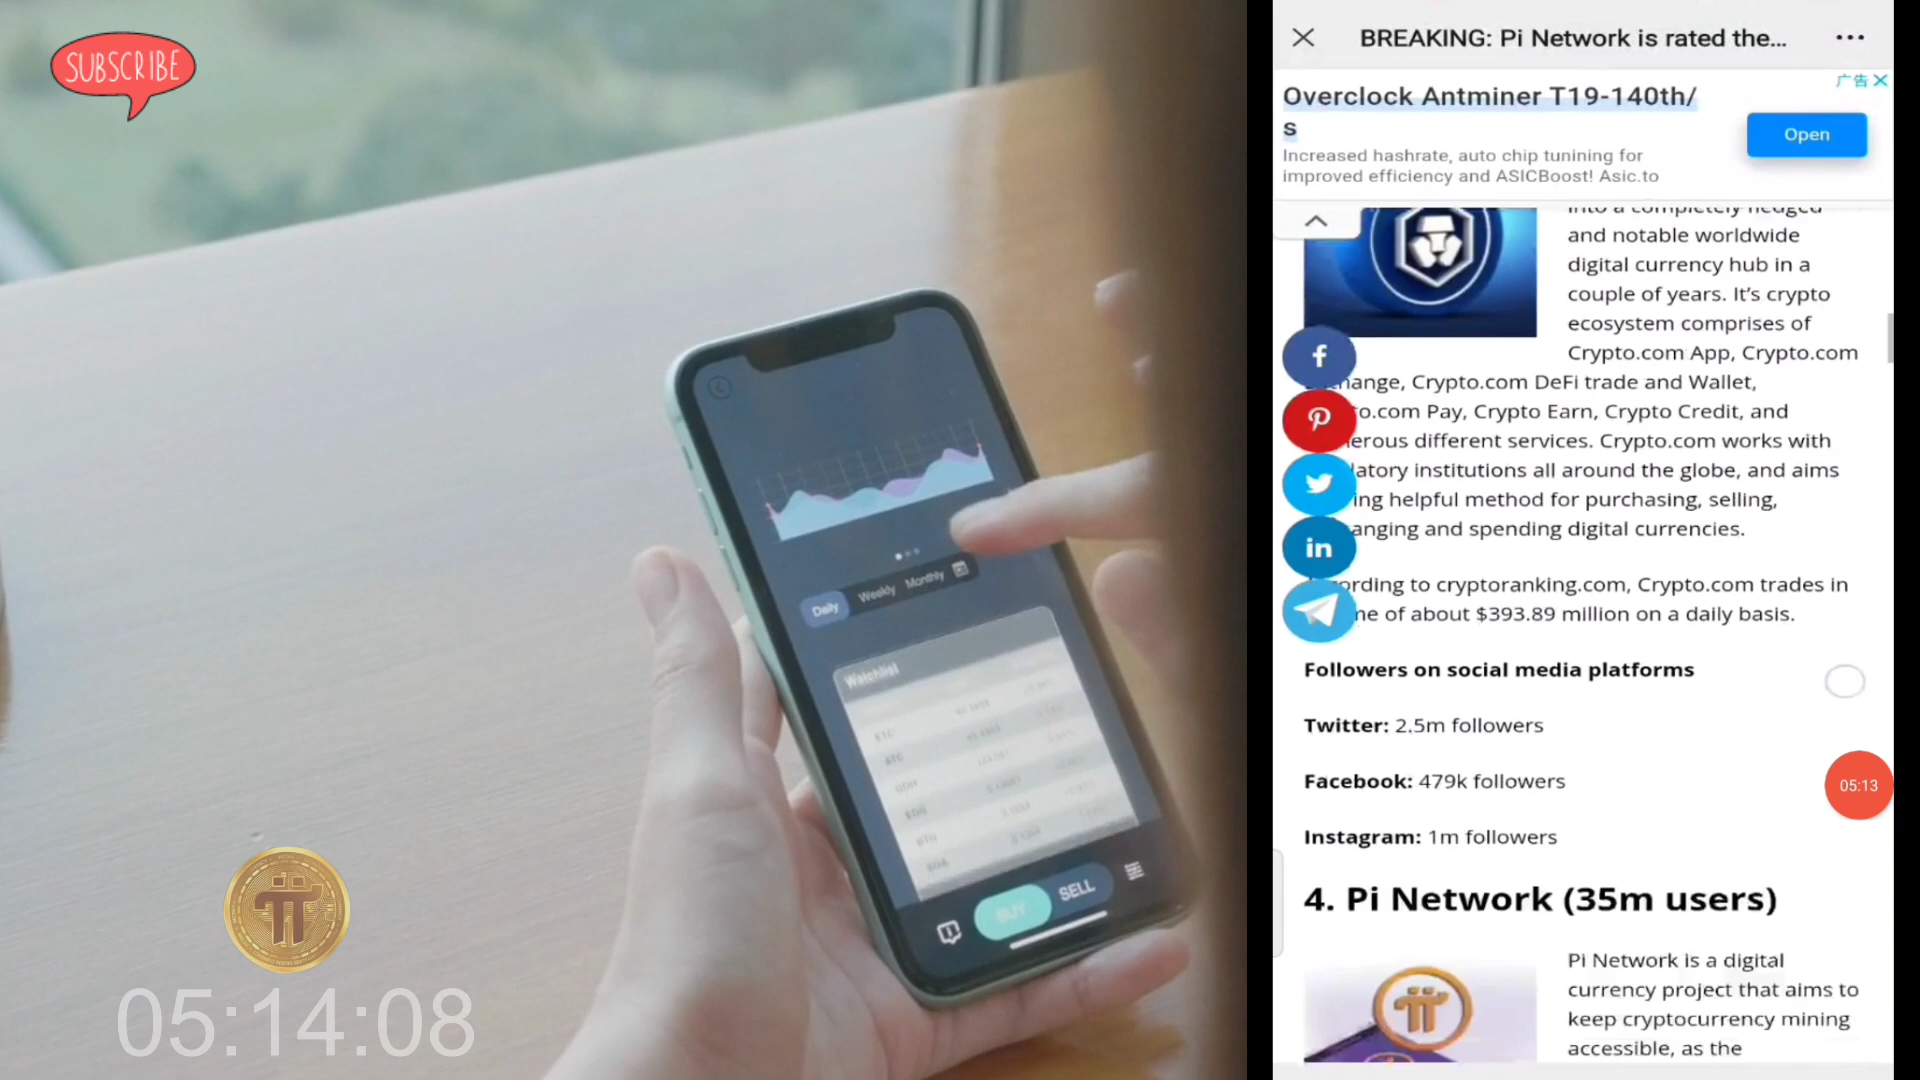 SUBSCRIBE
05:14:08
Daily Weekly Monthly
Watchlist
BUY SELL
BREAKING: Pi Network is rated the...
广告
Overclock Antminer T19-140th/
s
Open
Increased hashrate, auto chip tunining for
improved efficiency and ASICBoost! Asic.to
into a completely fledged
and notable worldwide
digital currency hub in a
couple of years. It’s crypto
ecosystem comprises of
Crypto.com App, Crypto.com
Crypto.com DeFi trade and Wallet,
Pay, Crypto Earn, Crypto Credit, and
different services. Crypto.com works with
institutions all around the globe, and aims
helpful method for purchasing, selling,
and spending digital currencies.
to cryptoranking.com, Crypto.com trades in
of about $393.89 million on a daily basis.
Followers on social media platforms
Twitter: 2.5m followers
Facebook: 479k followers
05:13
Instagram: 1m followers
4. Pi Network (35m users)
Pi Network is a digital
currency project that aims to
keep cryptocurrency mining
accessible, as the